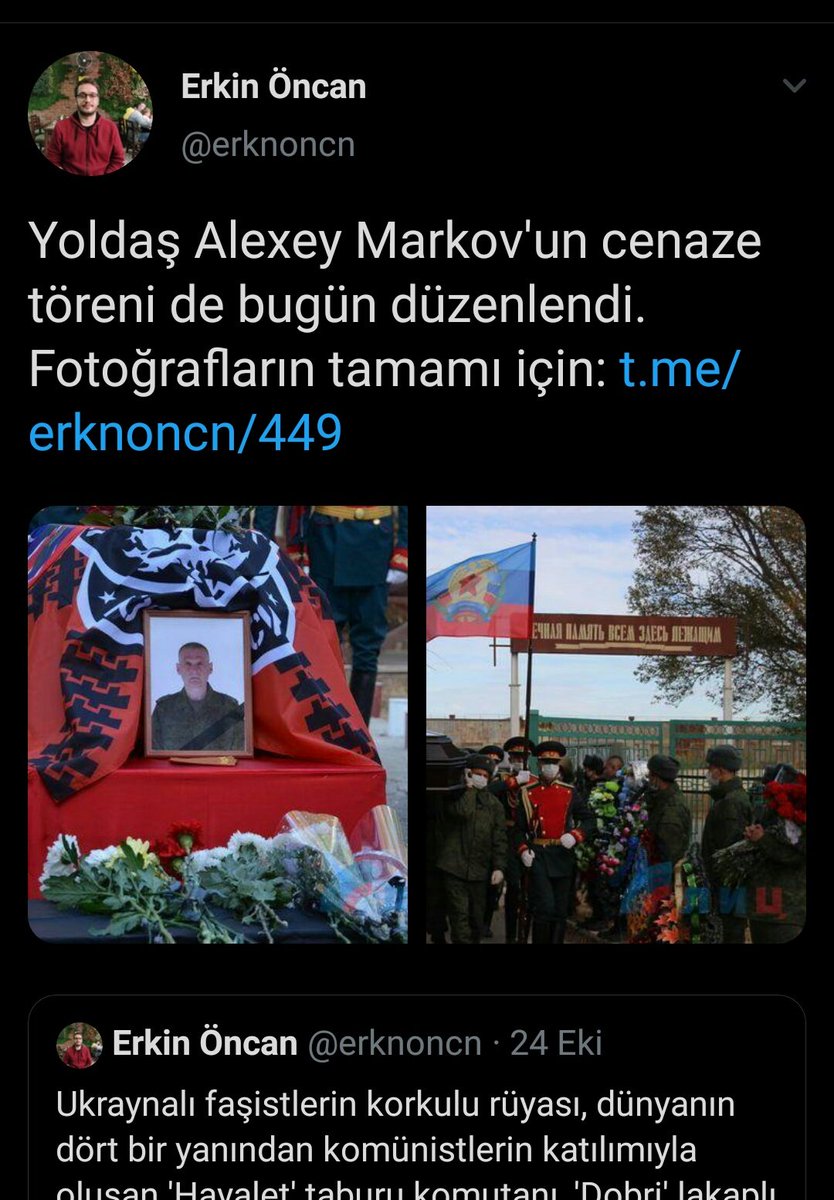 Erkin Öncan
@erknoncn
Yoldaş Alexey Markov'un cenaze
töreni de bugün düzenlendi.
Fotoğrafların tamamı için: t.me/
erknoncn/449
ЕЧНАЯ ПАМЯТЬ ВСЕМ ЗДЕСЬ ЛЕЖАЩИМ
ЛИЦ
Erkin Öncan @erknoncn · 24 Eki
Ukraynalı faşistlerin korkulu rüyası, dünyanın
dört bir yanından komünistlerin katılımıyla
oluşan 'Hayalet' taburu komutanı, 'Dobri' lakaplı